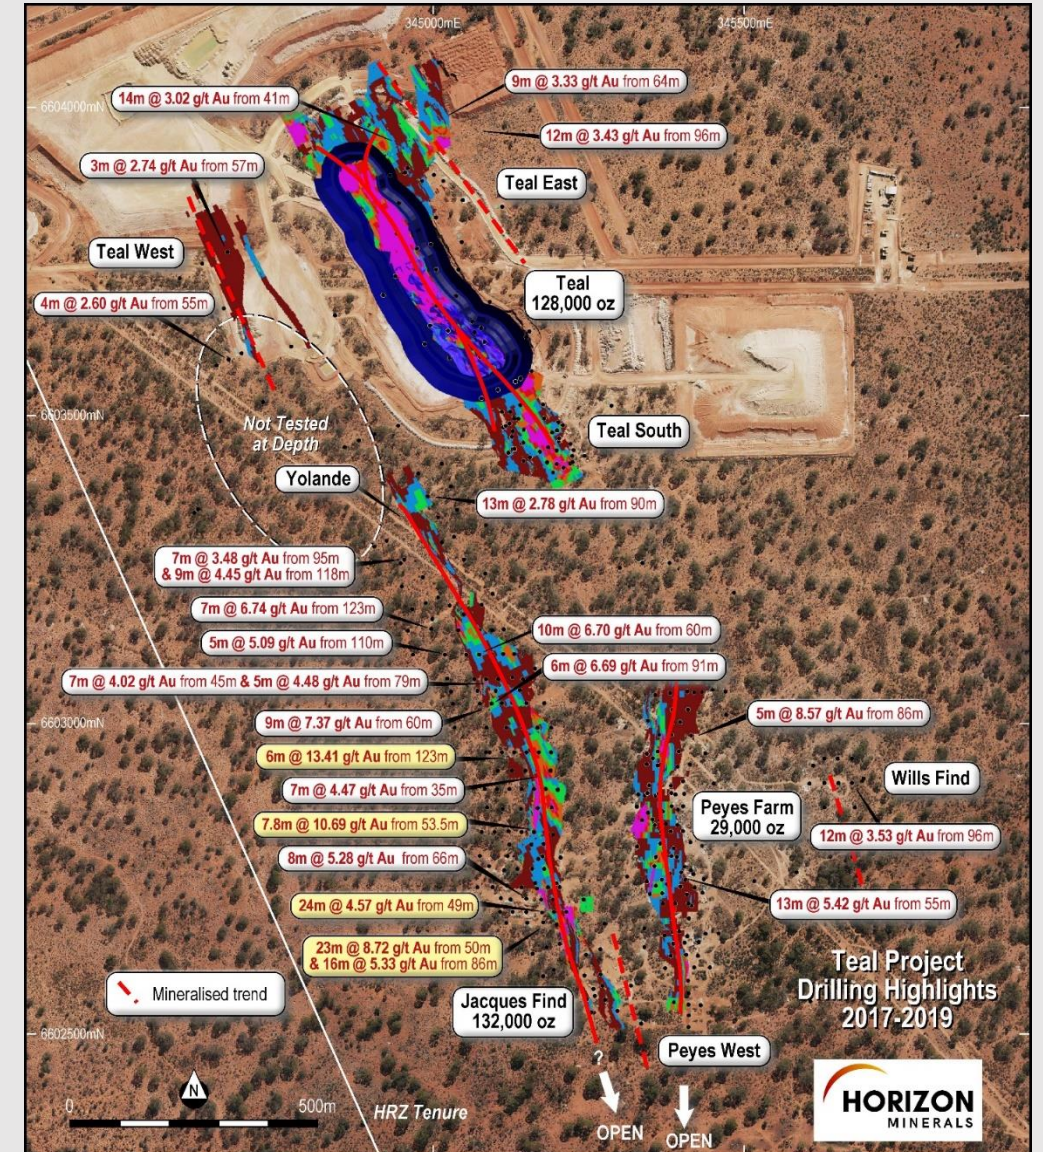 345000mE
345500mE
6604000mN
9m @ 3.33 g/t Au from 64m
14m @ 3.02 g/t Au from 41m
12m @ 3.43 g/t Au from 96m
3m @ 2.74 g/t Au from 57m
Teal East
Teal West
Teal
128,000 oz
4m @ 2.60 g/t Au from 55m
6603500mN
Not Tested
at Depth
Teal South
Yolande
13m @ 2.78 g/t Au from 90m
7m @ 3.48 g/t Au from 95m
& 9m @ 4.45 g/t Au from 118m
7m @ 6.74 g/t Au from 123m
10m @ 6.70 g/t Au from 60m
5m @ 5.09 g/t Au from 110m
6m @ 6.69 g/t Au from 91m
7m @ 4.02 g/t Au from 45m & 5m @ 4.48 g/t Au from 79m
5m @ 8.57 g/t Au from 86m
9m @ 7.37 g/t Au from 60m
6603000mN
6m @ 13.41 g/t Au from 123m
Wills Find
7m @ 4.47 g/t Au from 35m
Peyes Farm
29,000 oz
7.8m @ 10.69 g/t Au from 53.5m
12m @ 3.53 g/t Au from 96m
8m @ 5.28 g/t Au from 66m
24m @ 4.57 g/t Au from 49m
13m @ 5.42 g/t Au from 55m
23m @ 8.72 g/t Au from 50m
& 16m @ 5.33 g/t Au from 86m
Teal Project
Drilling Highlights
2017-2019
Mineralised trend
Jacques Find
132,000 oz
6602500mN
Peyes West
?
N
0
500m
HRZ Tenure
OPEN
OPEN
HORIZON
MINERALS